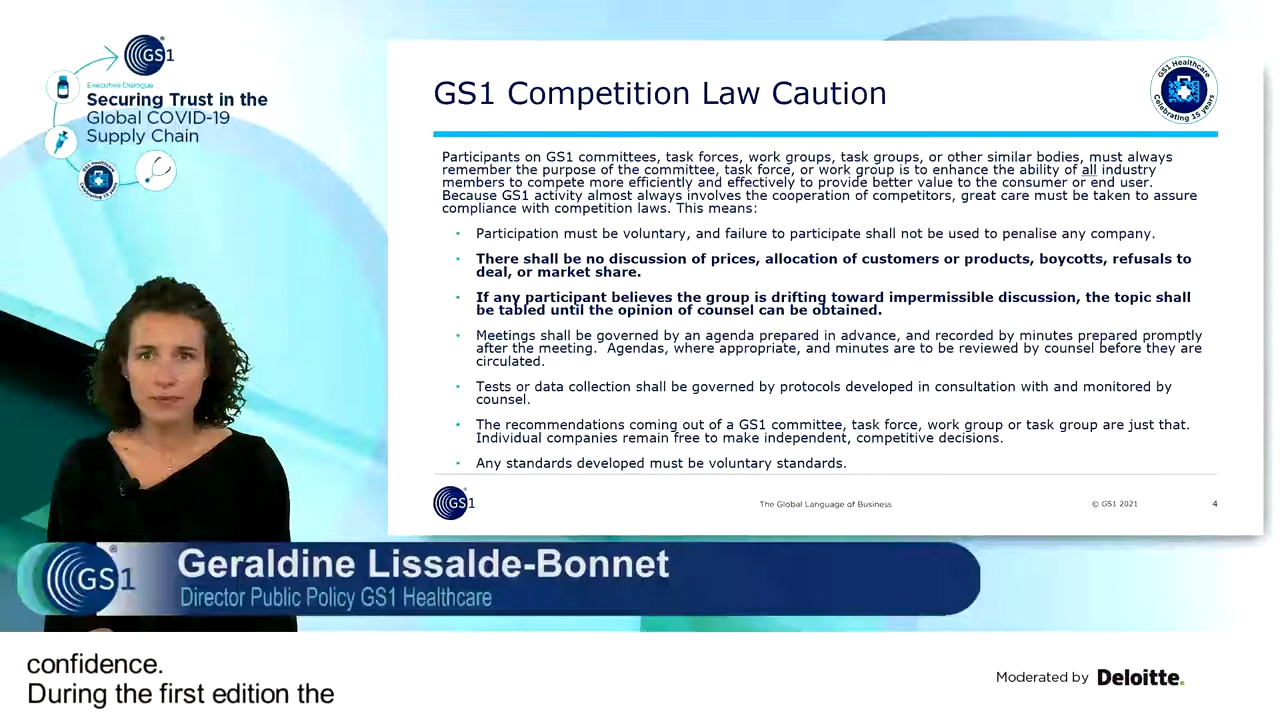 GS1
Executive Dialogue
Securing Trust in the
Global COVID-19
Supply Chain
GS1 Healthcare
Celebrating 15 years
GS1 Competition Law Caution
GS1 Healthcare
Celebrating 15 years
Participants on GS1 committees, task forces, work groups, task groups, or other similar bodies, must always
remember the purpose of the committee, task force, or work group is to enhance the ability of all industry
members to compete more efficiently and effectively to provide better value to the consumer or end user.
Because GS1 activity almost always involves the cooperation of competitors, great care must be taken to assure
compliance with competition laws. This means:
• Participation must be voluntary, and failure to participate shall not be used to penalise any company.
• There shall be no discussion of prices, allocation of customers or products, boycotts, refusals to
deal, or market share.
• If any participant believes the group is drifting toward impermissible discussion, the topic shall
be tabled until the opinion of counsel can be obtained.
• Meetings shall be governed by an agenda prepared in advance, and recorded by minutes prepared promptly
after the meeting. Agendas, where appropriate, and minutes are to be reviewed by counsel before they are
circulated.
• Tests or data collection shall be governed by protocols developed in consultation with and monitored by
counsel.
• The recommendations coming out of a GS1 committee, task force, work group or task group are just that.
Individual companies remain free to make independent, competitive decisions.
• Any standards developed must be voluntary standards.
GS1
The Global Language of Business
© GS1 2021
4
GS1
Geraldine Lissalde-Bonnet
Director Public Policy GS1 Healthcare
confidence.
During the first edition the
Moderated by Deloitte.